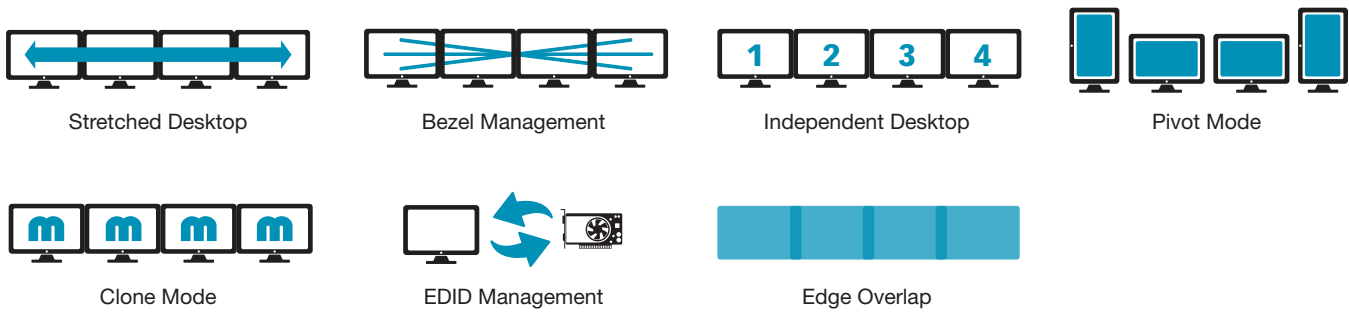 1 2 3 4
Stretched Desktop
Bezel Management
Independent Desktop
Pivot Mode
m m m m
Clone Mode
EDID Management
Edge Overlap